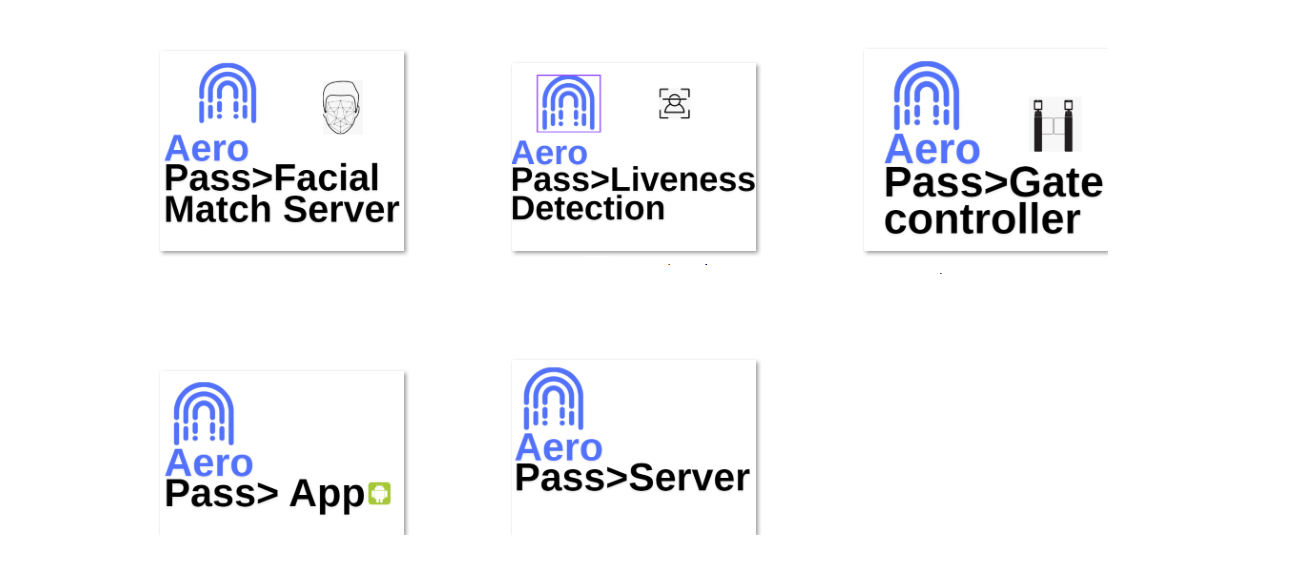 Aero
Pass>Facial
Match Server
Aero
Pass>Liveness
Detection
Aero
Pass>Gate
controller
Aero
Pass> App
Aero
Pass>Server